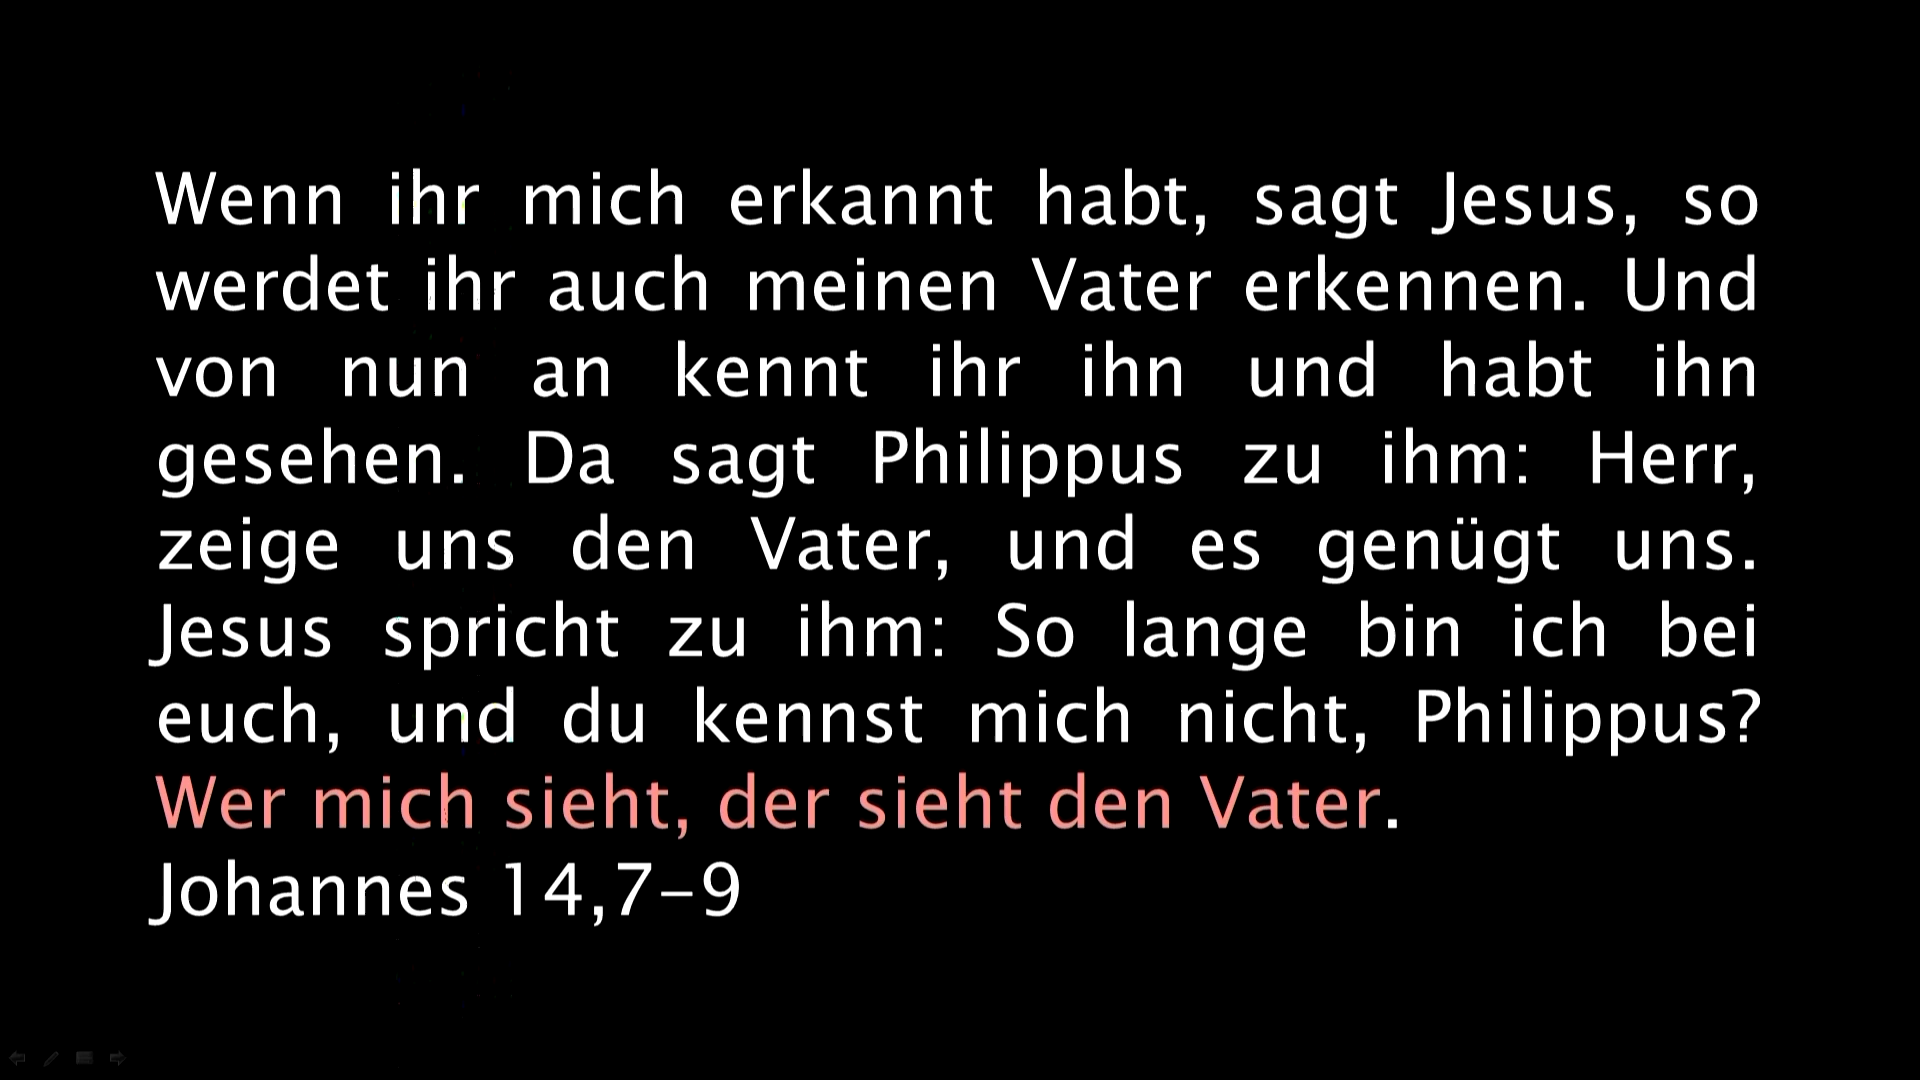 Wenn ihr mich erkannt habt, sagt Jesus, so
werdet ihr auch meinen Vater erkennen. Und
von nun an kennt ihr ihn und habt ihn
gesehen. Da sagt Philippus zu ihm: Herr,
zeige uns den Vater, und es genügt uns.
Jesus spricht zu ihm: So lange bin ich bei
euch, und du kennst mich nicht, Philippus?
Wer mich sieht, der sieht den Vater.
Johannes 14,7–9